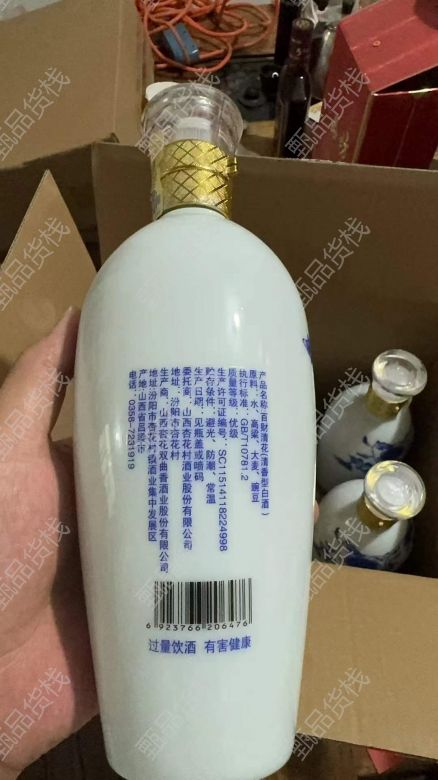 产品名称：百财清花（清香型白酒）
原料：水、高粱、大麦、豌豆
执行标准：GB/T10781.2
质量等级：优级
生产许可证编号：SC11514118224998
贮存条件：避光、防潮、常温
生产日期：见瓶盖或喷码
委托商：山西杏花村酒业股份有限公司
地址：汾阳市杏花村
生产商：山西杏花双曲香酒业股份有限公司
地址：汾阳市杏花村镇酒业集中发展区
产地：山西省吕梁市
电话：0358-7231919
6 923766 206476
过量饮酒 有害健康
甄品货栈